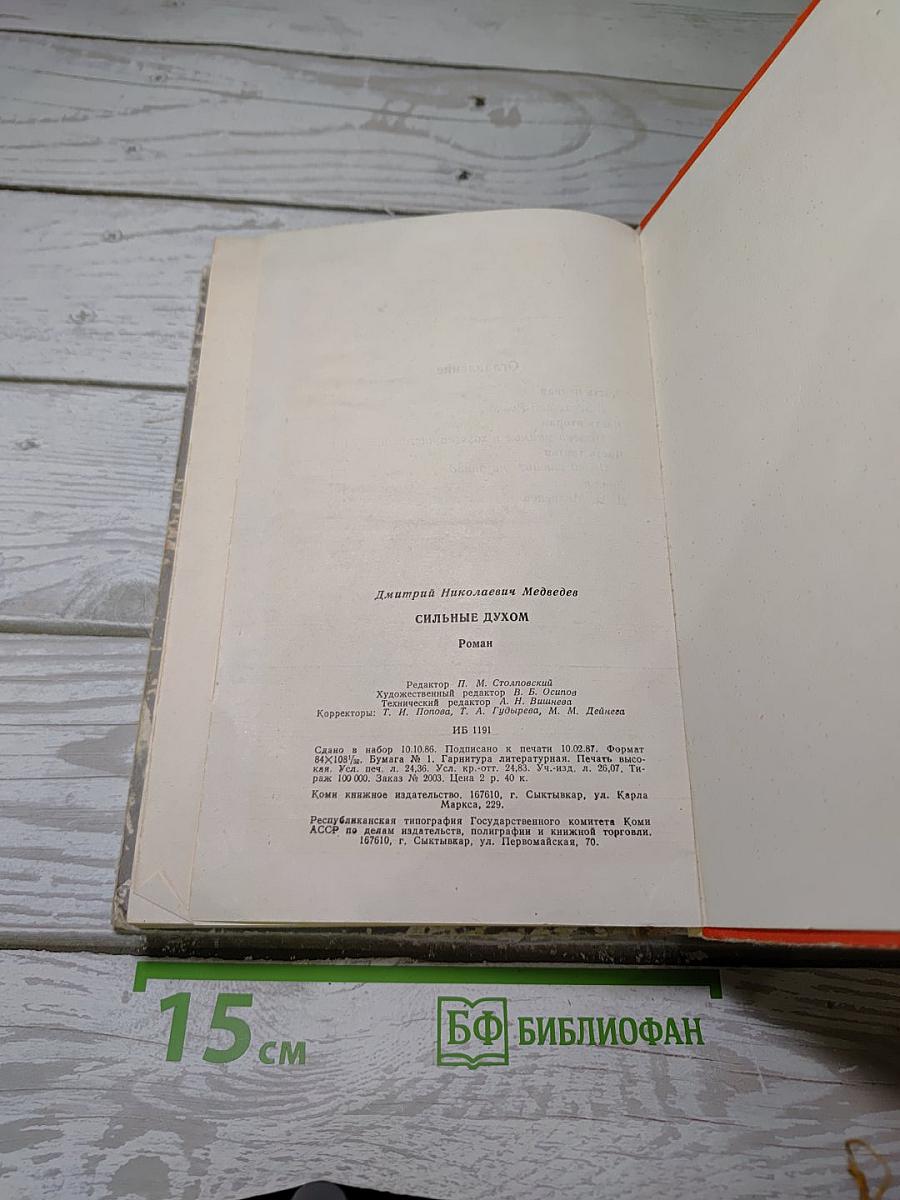 Дмитрий Николаевич Медведев
СИЛЬНЫЕ ДУХОМ
Роман
Редактор П. М. Столповский
Художественный редактор В. Б. Осипов
Технический редактор А. Н. Вишнева
Корректоры: Т. И. Попова, Т. А. Гудырева, М. М. Дейнега
ИБ 1191
Сдано в набор 10.10.86. Подписано к печати 10.02.87. Формат
84×108¹/₃₂. Бумага № 1. Гарнитура литературная. Печать высо-
кая. Усл. печ. л. 24,36. Усл. кр.-отт. 24,83. Уч.-изд. л. 26,07, Ти-
раж 100 000. Заказ № 2003. Цена 2 р. 40 к.
Коми книжное издательство. 167610, г. Сыктывкар, ул. Карла
Маркса, 229.
Республиканская типография Государственного комитета Коми
АССР по делам издательств, полиграфии и книжной торговли.
167610, г, Сыктывкар, ул. Первомайская, 70.
15 см
БФ БИБЛИОФАН